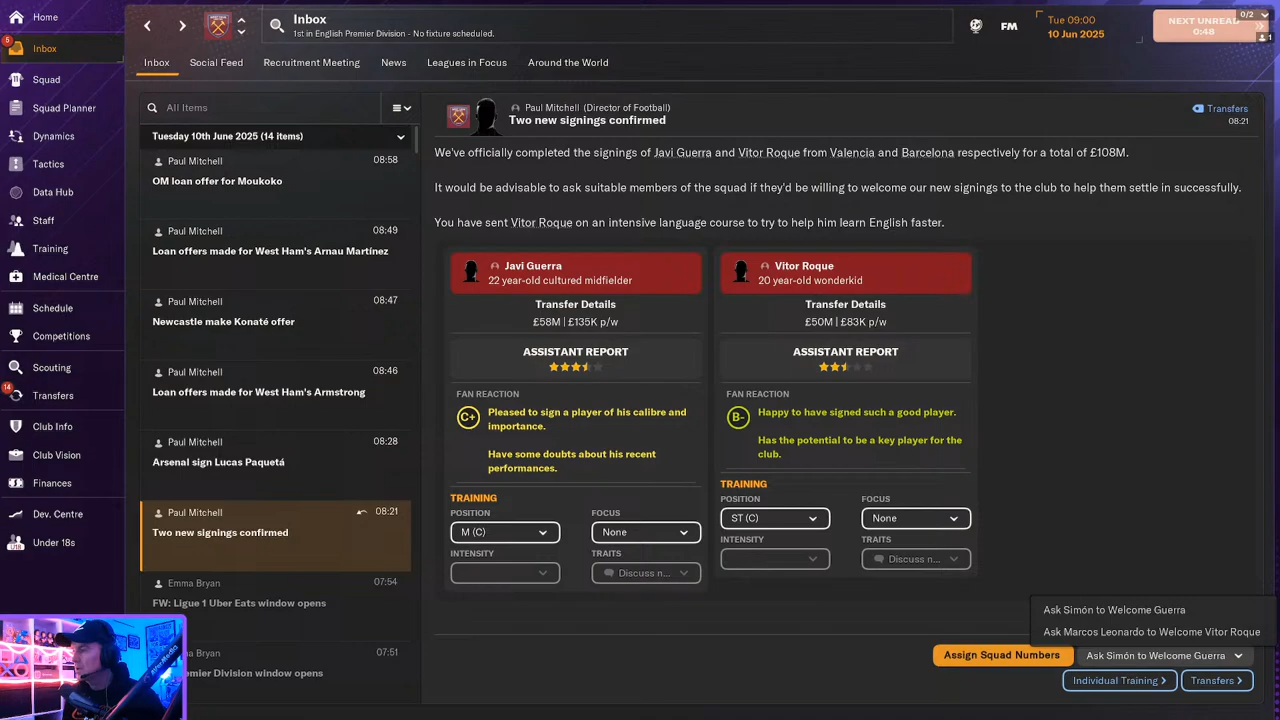 Home
Inbox
1st in English Premier Division - No fixture scheduled.
FM
Tue 09:00
10 Jun 2025
NEXT UNREAD
0:48
0/2
1
5
Inbox
Squad
Squad Planner
Dynamics
Tactics
Data Hub
Staff
Training
Medical Centre
Schedule
Competitions
Scouting
14
Transfers
Club Info
Club Vision
Finances
Dev. Centre
Under 18s
Inbox
Social Feed
Recruitment Meeting
News
Leagues in Focus
Around the World
All Items
Tuesday 10th June 2025 (14 items)
Paul Mitchell 08:58
OM loan offer for Moukoko
Paul Mitchell 08:49
Loan offers made for West Ham's Arnau Martínez
Paul Mitchell 08:47
Newcastle make Konaté offer
Paul Mitchell 08:46
Loan offers made for West Ham's Armstrong
Paul Mitchell 08:28
Arsenal sign Lucas Paquetá
Paul Mitchell 08:21
Two new signings confirmed
Emma Bryan 07:54
FW: Ligue 1 Uber Eats window opens
Bryan 07:51
emier Division window opens
Paul Mitchell (Director of Football)
Two new signings confirmed
Transfers
08:21
We've officially completed the signings of Javi Guerra and Vitor Roque from Valencia and Barcelona respectively for a total of £108M.
It would be advisable to ask suitable members of the squad if they'd be willing to welcome our new signings to the club to help them settle in successfully.
You have sent Vitor Roque on an intensive language course to try to help him learn English faster.
Javi Guerra
22 year-old cultured midfielder
Transfer Details
£58M | £135K p/w
ASSISTANT REPORT
FAN REACTION
C+
Pleased to sign a player of his calibre and
importance.
Have some doubts about his recent
performances.
TRAINING
POSITION FOCUS
M (C) None
INTENSITY TRAITS
Discuss n...
Vitor Roque
20 year-old wonderkid
Transfer Details
£50M | £83K p/w
ASSISTANT REPORT
FAN REACTION
B-
Happy to have signed such a good player.
Has the potential to be a key player for the
club.
TRAINING
POSITION FOCUS
ST (C) None
INTENSITY TRAITS
Discuss n...
Ask Simón to Welcome Guerra
Ask Marcos Leonardo to Welcome Vitor Roque
Assign Squad Numbers
Ask Simón to Welcome Guerra
Individual Training
Transfers